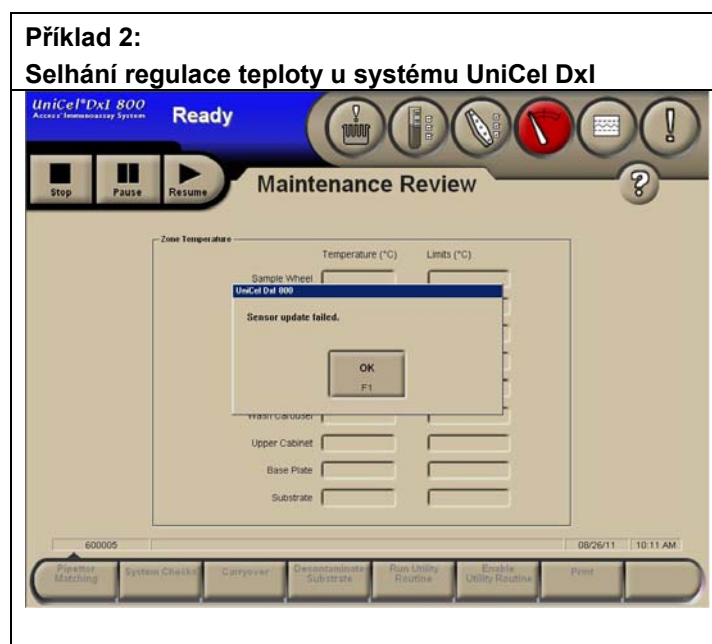 Příklad 2:
Selhání regulace teploty u systému UniCel DxI
UniCel®DxI 800
Access® Immunoassay System
Ready
Stop
Pause
Resume
Maintenance Review
?
Zone Temperature
Temperature (°C) Limits (°C)
Sample Wheel
UniCel DxI 800
Sensor update failed.
OK
F1
Wash Carousel
Upper Cabinet
Base Plate
Substrate
600005 08/26/11 10:11 AM
Pipettor Matching
System Checks
Carryover
Decontaminate Substrate
Run Utility Routine
Enable Utility Routine
Print